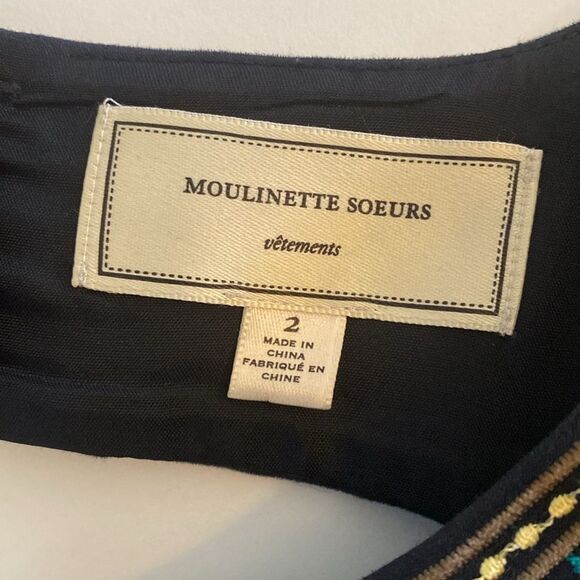 MOULINETTE SOEURS
vêtements
2
MADE IN
CHINA
FABRIQUÉ EN
CHINE